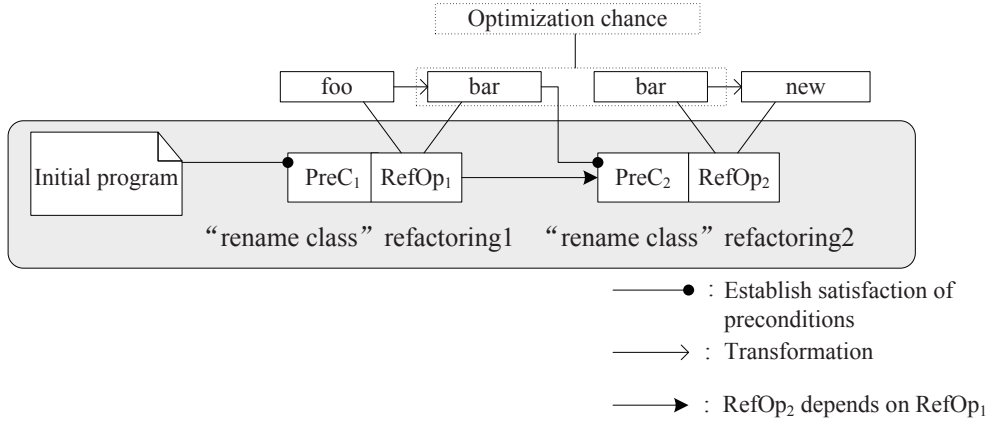 Optimization chance
foo
bar
bar
new
Initial program
PreC₁
RefOp₁
PreC₂
RefOp₂
“rename class” refactoring1
“rename class” refactoring2
: Establish satisfaction of
preconditions
: Transformation
: RefOp₂ depends on RefOp₁